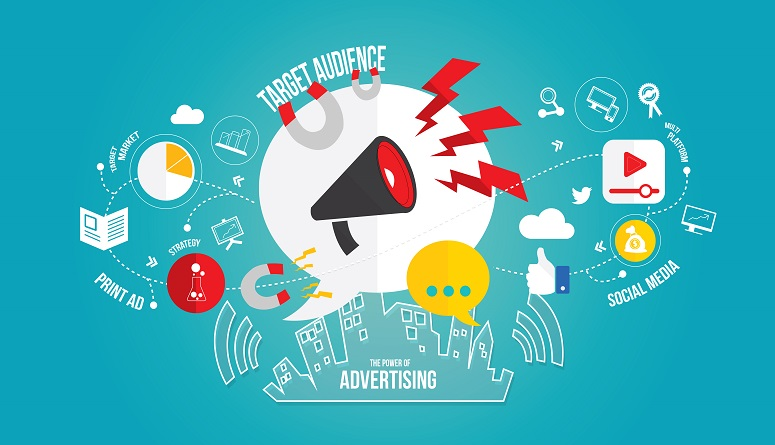 TARGET AUDIENCE
TARGET
MARKET
MULTI
PLATFORM
STRATEGY
PRINT AD
SOCIAL MEDIA
THE POWER OF
ADVERTISING